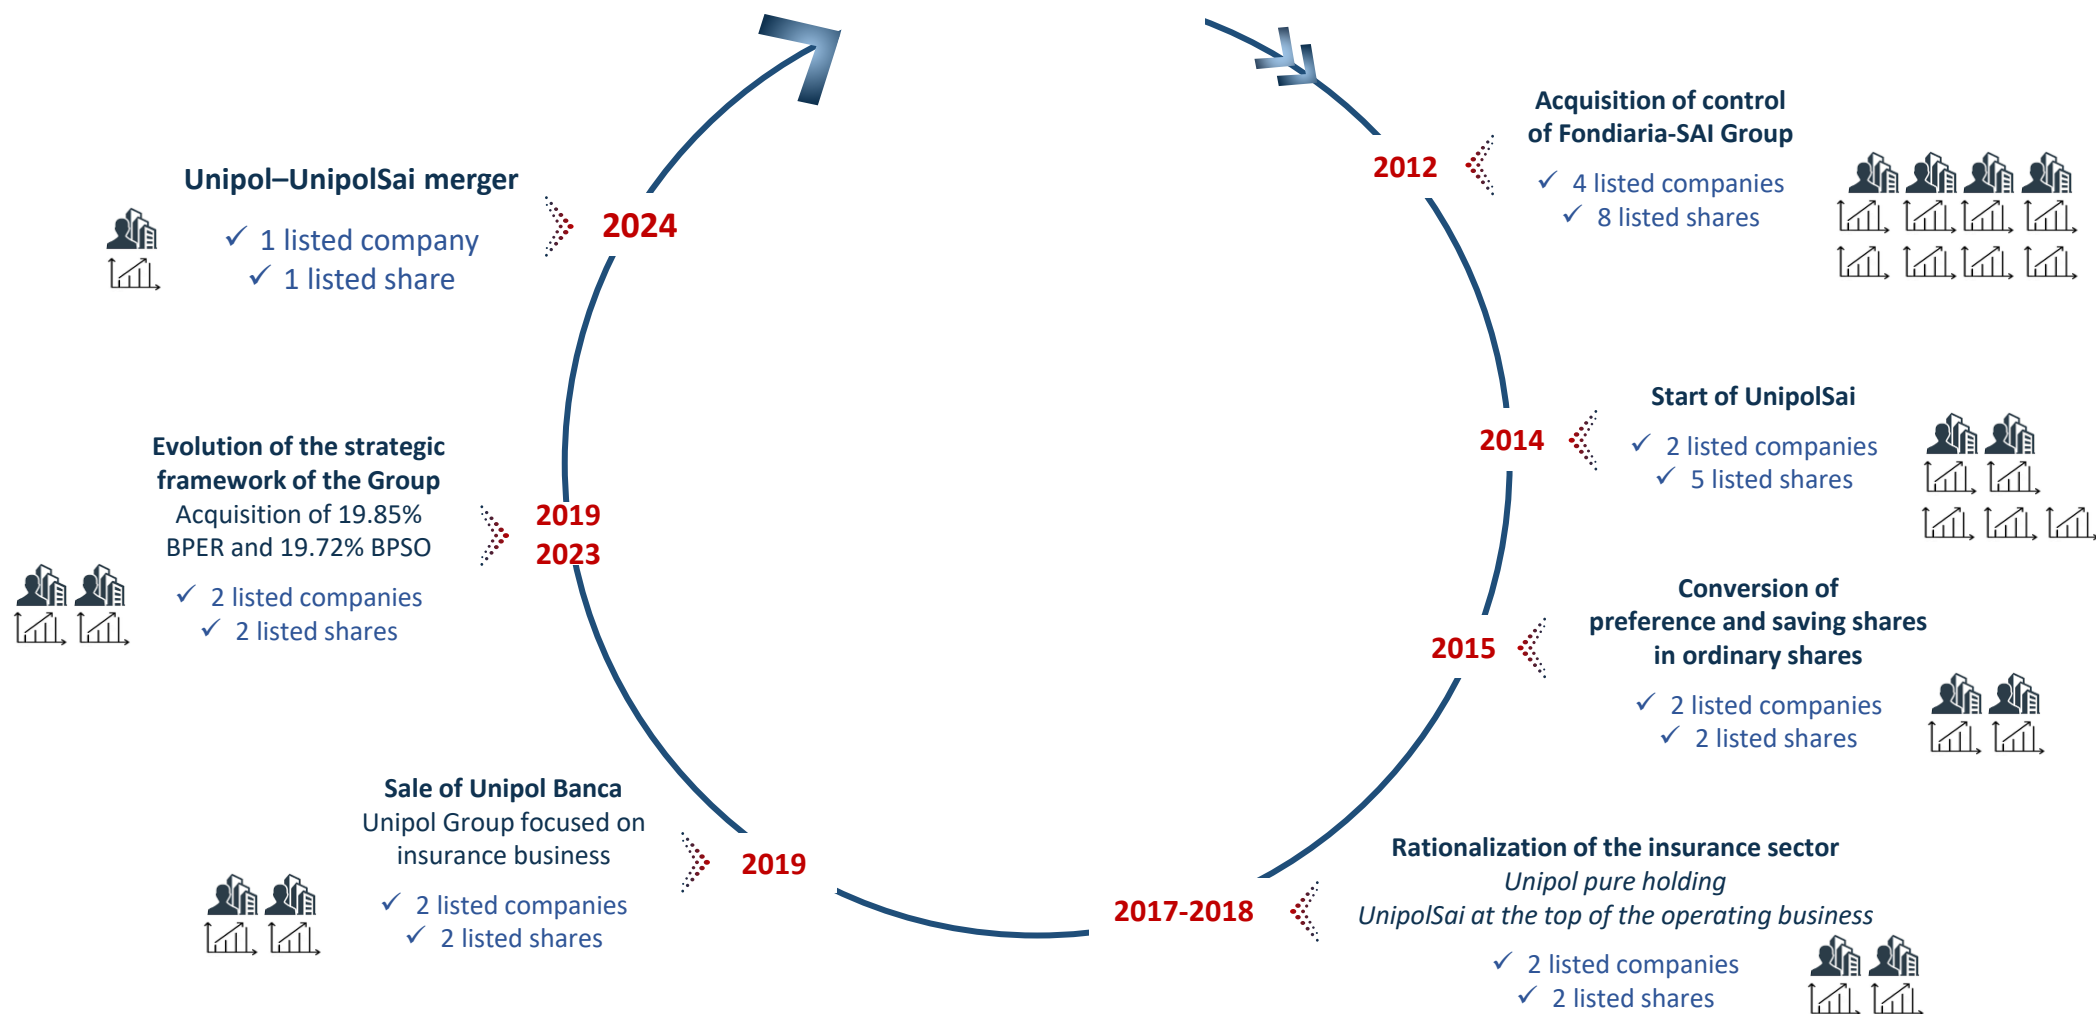 Acquisition of control
of Fondiaria-SAI Group
2012
✓ 4 listed companies
✓ 8 listed shares
Start of UnipolSai
2014
✓ 2 listed companies
✓ 5 listed shares
Conversion of
preference and saving shares
in ordinary shares
2015
✓ 2 listed companies
✓ 2 listed shares
Rationalization of the insurance sector
Unipol pure holding
UnipolSai at the top of the operating business
2017-2018
✓ 2 listed companies
✓ 2 listed shares
Sale of Unipol Banca
Unipol Group focused on
insurance business
2019
✓ 2 listed companies
✓ 2 listed shares
Evolution of the strategic
framework of the Group
Acquisition of 19.85%
BPER and 19.72% BPSO
2019
2023
✓ 2 listed companies
✓ 2 listed shares
Unipol–UnipolSai merger
2024
✓ 1 listed company
✓ 1 listed share